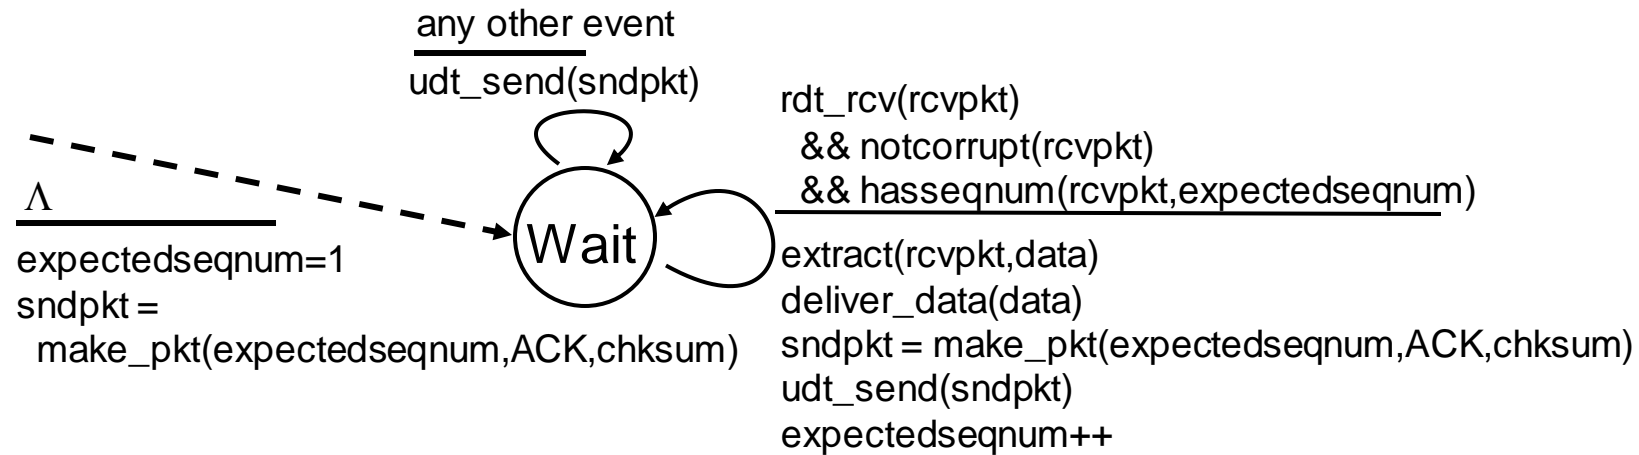 any other event
udt_send(sndpkt)
rdt_rcv(rcvpkt)
&& notcorrupt(rcvpkt)
&& hasseqnum(rcvpkt,expectedseqnum)
Λ
Wait
expectedseqnum=1
sndpkt =
make_pkt(expectedseqnum,ACK,chksum)
extract(rcvpkt,data)
deliver_data(data)
sndpkt = make_pkt(expectedseqnum,ACK,chksum)
udt_send(sndpkt)
expectedseqnum++